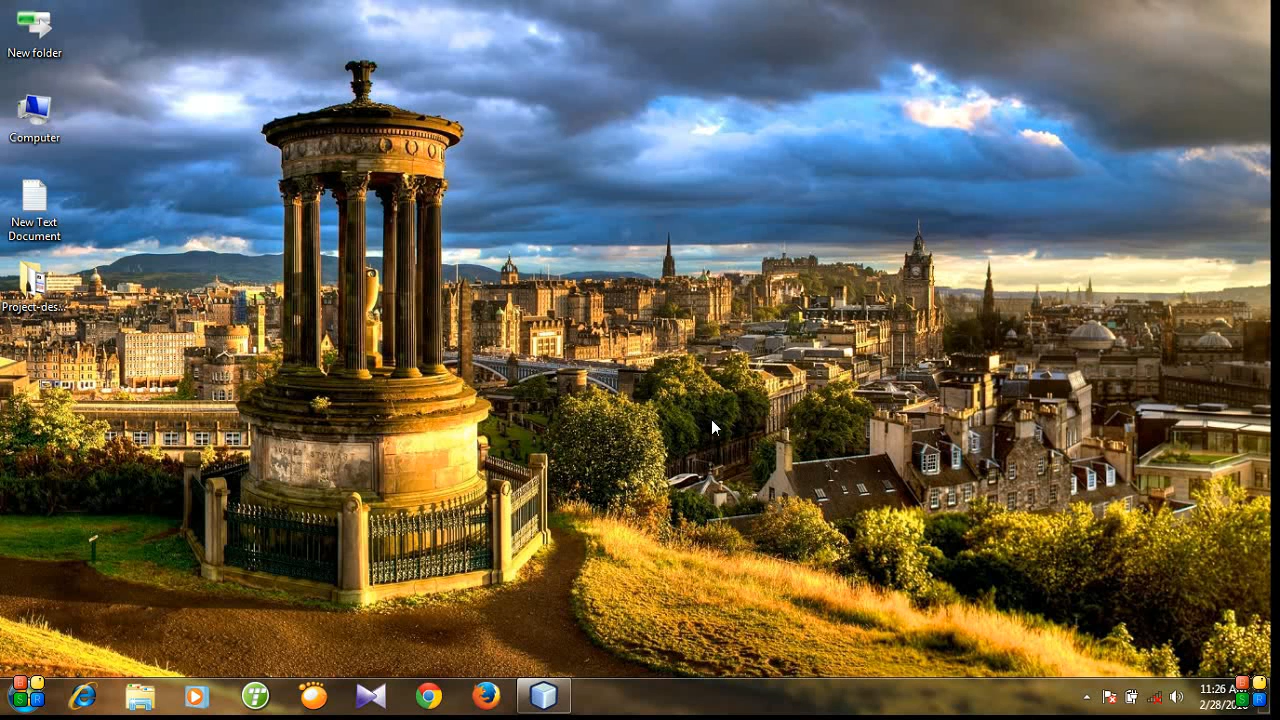 New folder
Computer
New Text
Document
Project-des...
11:26 A
2/28/20